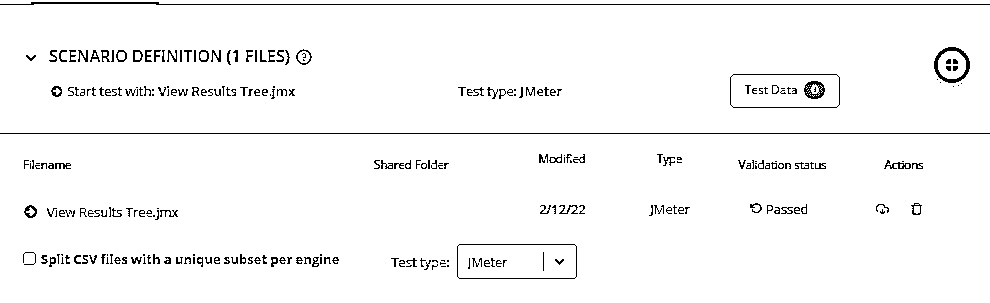 SCENARIO DEFINITION (1 FILES)
Start test with: View Results Tree.jmx Test type: JMeter Test Data
Filename Shared Folder Modified Type Validation status Actions
View Results Tree.jmx 2/12/22 JMeter Passed
Split CSV files with a unique subset per engine Test type: JMeter